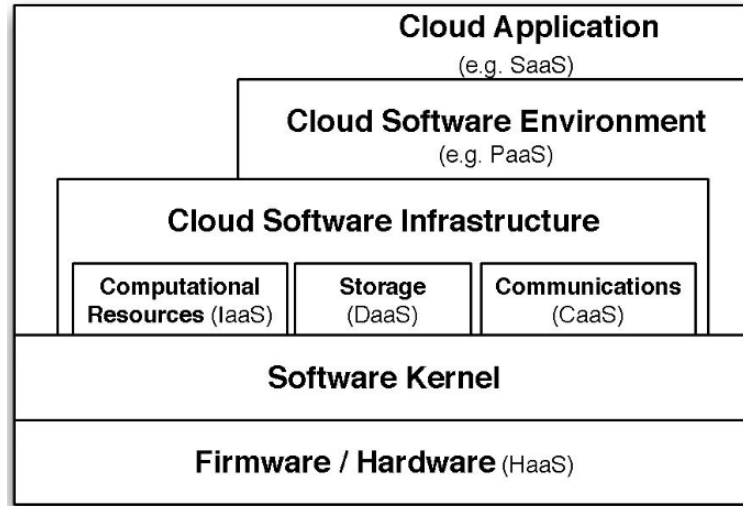 Cloud Application
(e.g. SaaS)
Cloud Software Environment
(e.g. PaaS)
Cloud Software Infrastructure
Computational
Resources (IaaS)
Storage
(DaaS)
Communications
(CaaS)
Software Kernel
Firmware / Hardware (HaaS)